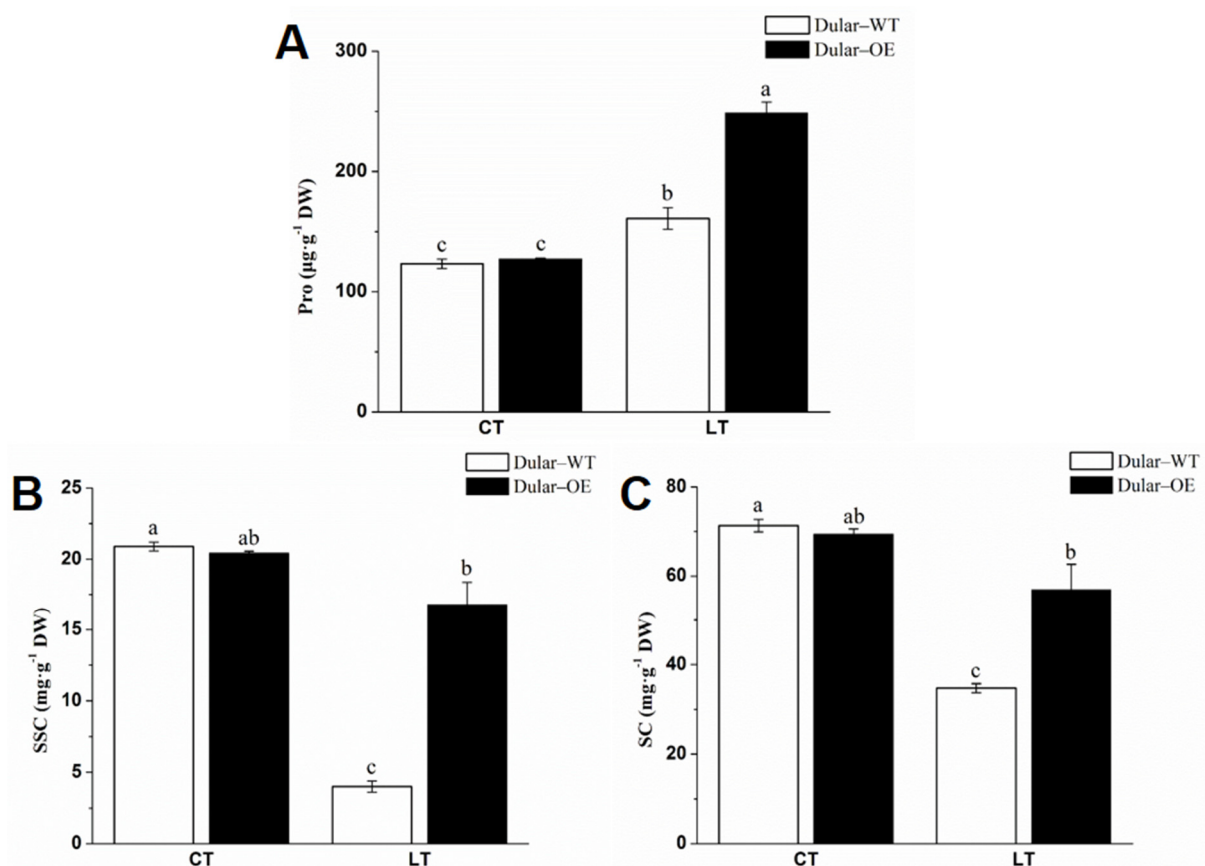 A
Dular–WT
Dular–OE
300
200
100
0
Pro (µg·g⁻¹ DW)
c
c
b
a
CT
LT
B
Dular–WT
Dular–OE
25
20
15
10
5
0
SSC (mg·g⁻¹ DW)
a
ab
c
b
CT
LT
C
Dular–WT
Dular–OE
80
60
40
20
0
SC (mg·g⁻¹ DW)
a
ab
c
b
CT
LT